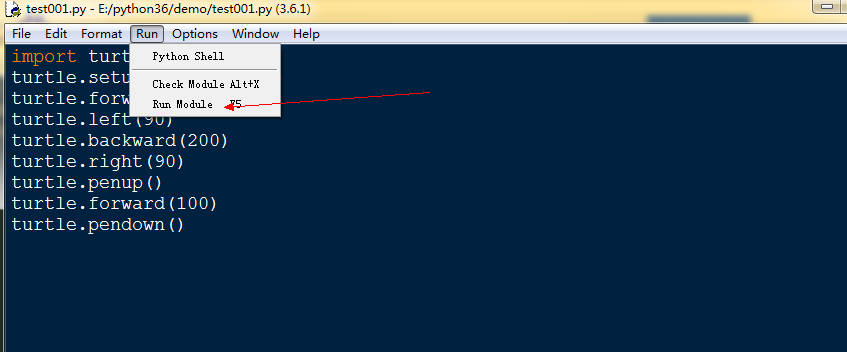 test001.py - E:/python36/demo/test001.py (3.6.1)
File Edit Format Run Options Window Help
Python Shell
Check Module Alt+X
Run Module F5
import turt
turtle.setu
turtle.forw
turtle.left(90)
turtle.backward(200)
turtle.right(90)
turtle.penup()
turtle.forward(100)
turtle.pendown()